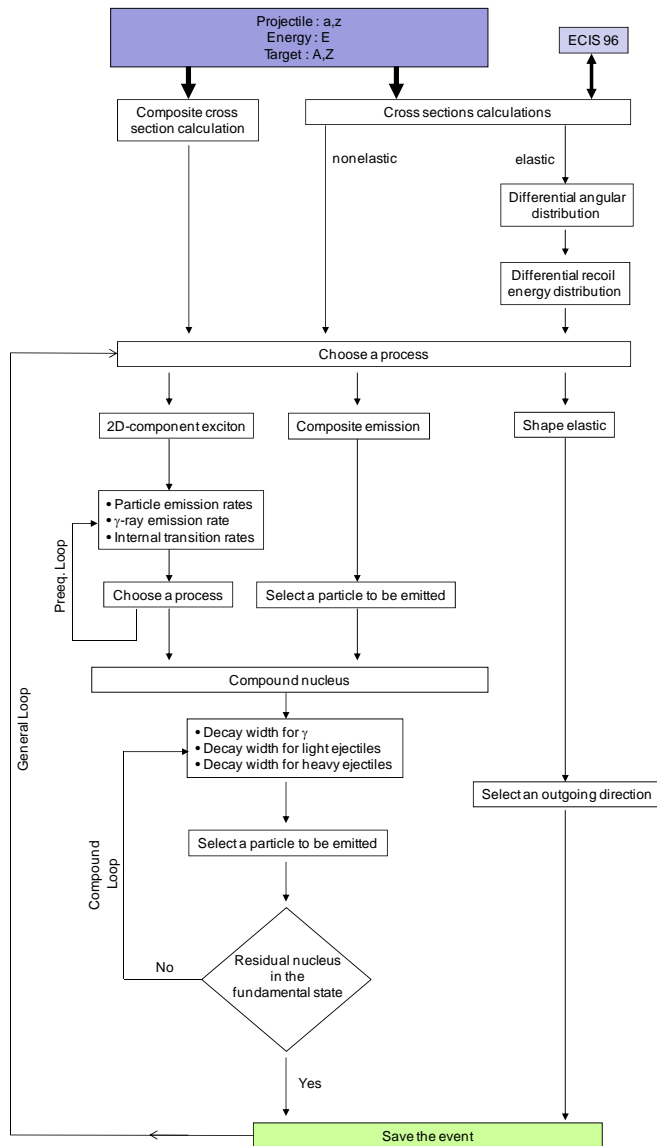 Projectile : a,z
Energy : E
Target : A,Z
ECIS 96
Composite cross
section calculation
Cross sections calculations
nonelastic
elastic
Differential angular
distribution
Differential recoil
energy distribution
Choose a process
2D-component exciton
Composite emission
Shape elastic
• Particle emission rates
• γ-ray emission rate
• Internal transition rates
Preeq. Loop
Choose a process
Select a particle to be emitted
Compound nucleus
General Loop
• Decay width for γ
• Decay width for light ejectiles
• Decay width for heavy ejectiles
Select an outgoing direction
Select a particle to be emitted
Compound
Loop
No
Residual nucleus
in the
fundamental state
Yes
Save the event